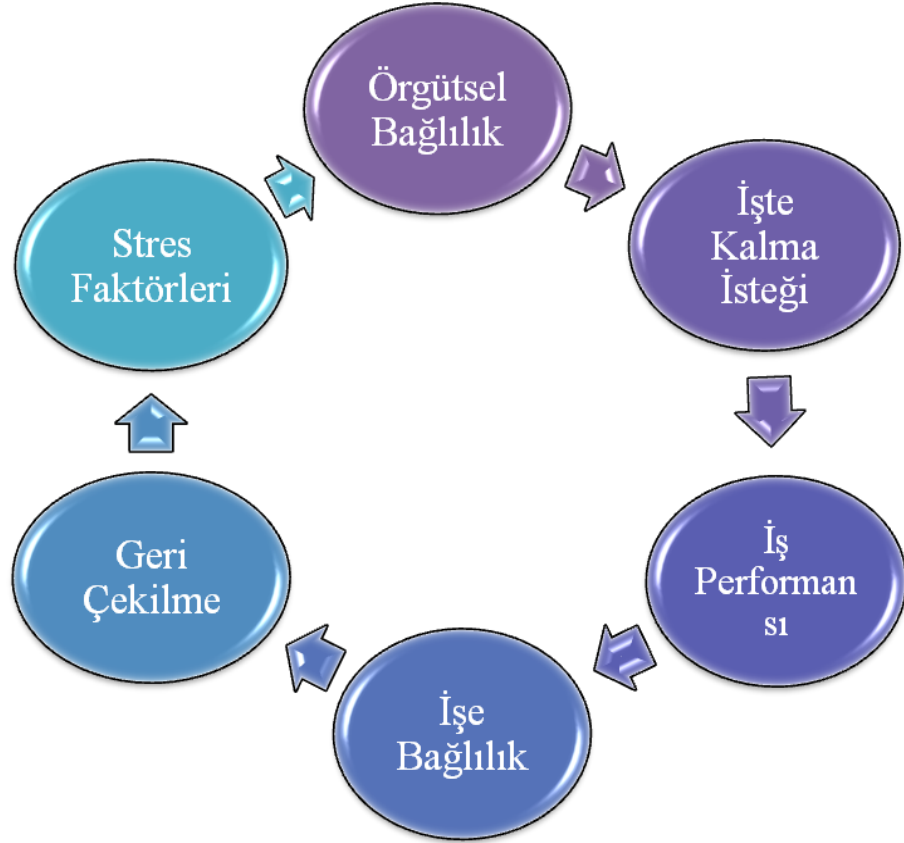 Örgütsel
Bağlılık
İşte
Kalma
İsteği
İş
Performan
sı
İşe
Bağlılık
Geri
Çekilme
Stres
Faktörleri